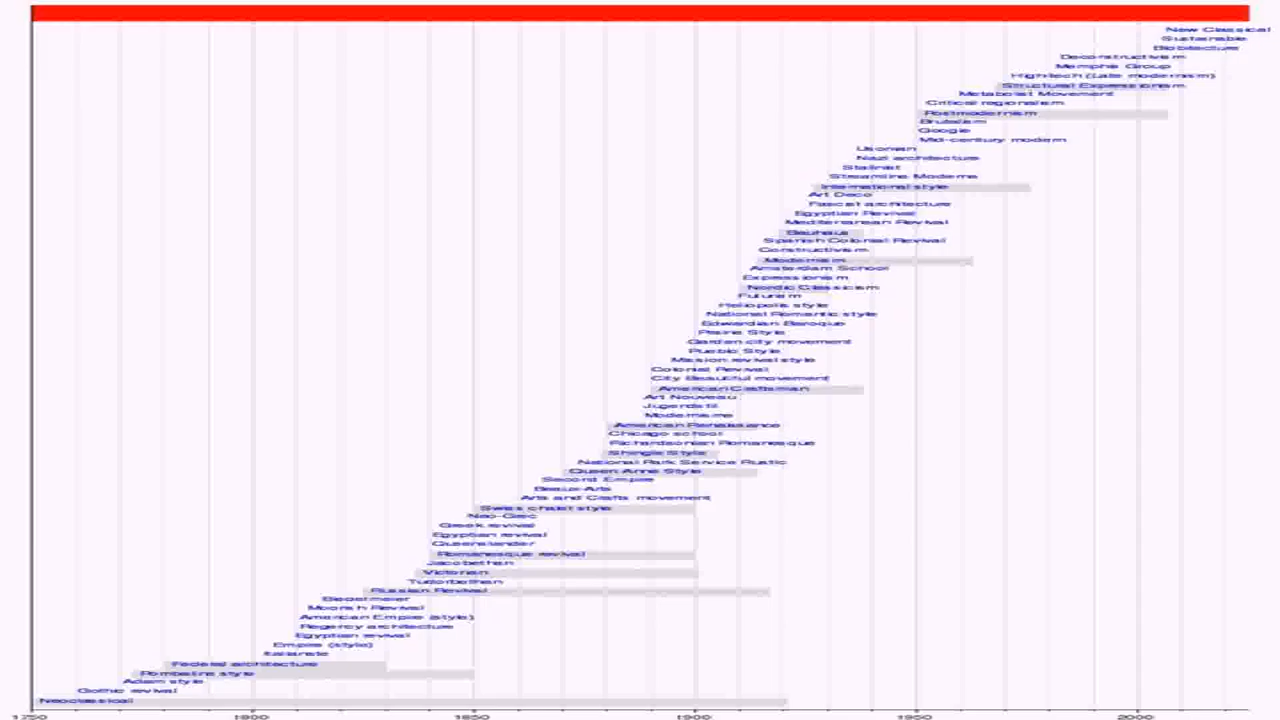 New Classical
Sustainable
Blobitecture
Deconstructivism
Memphis Group
High-tech (Late modernism)
Structural Expressionism
Metabolist Movement
Critical regionalism
Postmodernism
Brutalism
Googie
Mid-century modern
Usonian
Nazi architecture
Stalinist
Streamline Moderne
International style
Art Deco
Fascist architecture
Egyptian Revival
Mediterranean Revival
Bauhaus
Spanish Colonial Revival
Constructivism
Modernism
Amsterdam School
Expressionism
Nordic Classicism
Futurism
Heliopolis style
National Romantic style
Edwardian Baroque
Prairie Style
Garden city movement
Pueblo Style
Mission revival style
Colonial Revival
City Beautiful movement
American Craftsman
Art Nouveau
Jugendstil
Modernisme
American Renaissance
Chicago school
Richardsonian Romanesque
Shingle Style
National Park Service Rustic
Queen Anne Style
Second Empire
Beaux-Arts
Arts and Crafts movement
Swiss chalet style
Neo-Grec
Greek revival
Egyptian revival
Queenslander
Romanesque revival
Jacobethan
Victorian
Tudorbethan
Russian Revival
Biedermeier
Moorish Revival
American Empire (style)
Regency architecture
Egyptian revival
Empire (style)
Italianate
Federal architecture
Pombaline style
Adam style
Gothic revival
Neoclassical
1750 1800 1850 1900 1950 2000